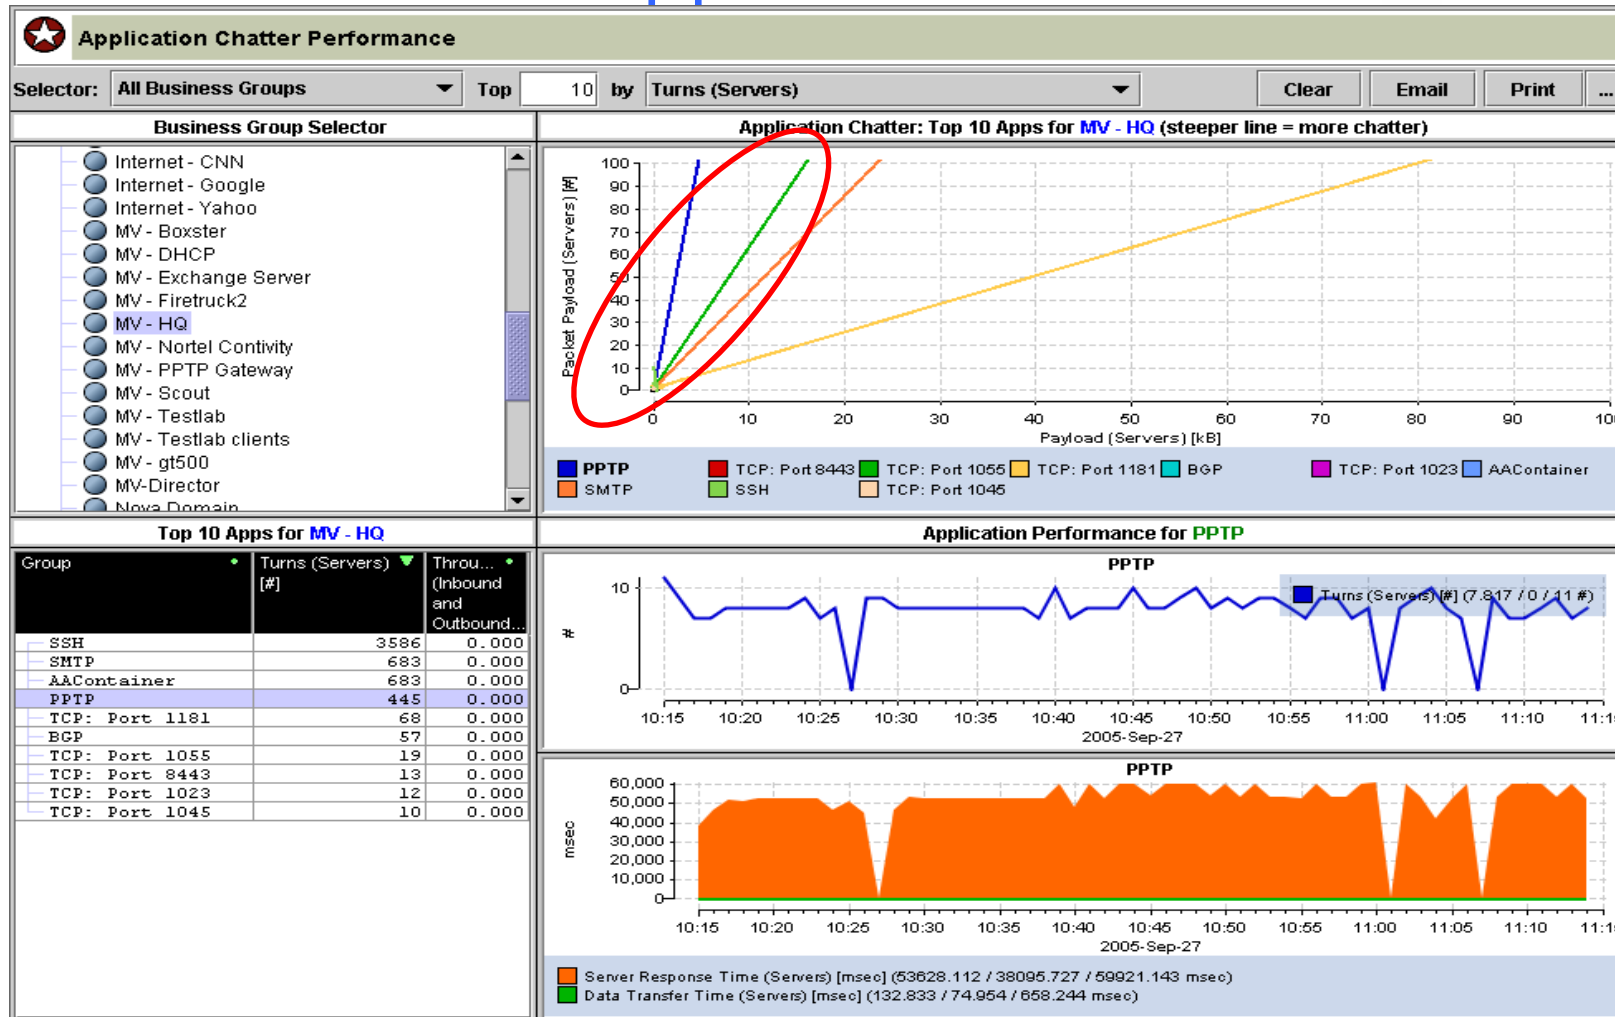 Application Chatter Performance
Selector: All Business Groups Top 10 by Turns (Servers) Clear Email Print ...
Business Group Selector
Internet - CNN
Internet - Google
Internet - Yahoo
MV - Boxster
MV - DHCP
MV - Exchange Server
MV - Firetruck2
MV - HQ
MV - Nortel Contivity
MV - PPTP Gateway
MV - Scout
MV - Testlab
MV - Testlab clients
MV - gt500
MV-Director
Nova Domain
Application Chatter: Top 10 Apps for MV - HQ (steeper line = more chatter)
Packet Payload (Servers) [#]
100
90
80
70
60
50
40
30
20
10
0
0 10 20 30 40 50 60 70 80 90 10
Payload (Servers) [kB]
PPTP TCP: Port 8443 TCP: Port 1055 TCP: Port 1181 BGP TCP: Port 1023 AAContainer
SMTP SSH TCP: Port 1045
Top 10 Apps for MV - HQ
Group Turns (Servers) Throu...
[#] (Inbound
and
Outbound...
SSH 3586 0.000
SMTP 683 0.000
AAContainer 683 0.000
PPTP 445 0.000
TCP: Port 1181 68 0.000
BGP 57 0.000
TCP: Port 1055 19 0.000
TCP: Port 8443 13 0.000
TCP: Port 1023 12 0.000
TCP: Port 1045 10 0.000
Application Performance for PPTP
PPTP
Turns (Servers) [#] (7.817 / 0 / 11 #)
#
10
0
10:15 10:20 10:25 10:30 10:35 10:40 10:45 10:50 10:55 11:00 11:05 11:10 11:1
2005-Sep-27
PPTP
msec
60,000
50,000
40,000
30,000
20,000
10,000
0
10:15 10:20 10:25 10:30 10:35 10:40 10:45 10:50 10:55 11:00 11:05 11:10 11:1
2005-Sep-27
Server Response Time (Servers) [msec] (53628.112 / 38095.727 / 59921.143 msec)
Data Transfer Time (Servers) [msec] (132.833 / 74.954 / 658.244 msec)